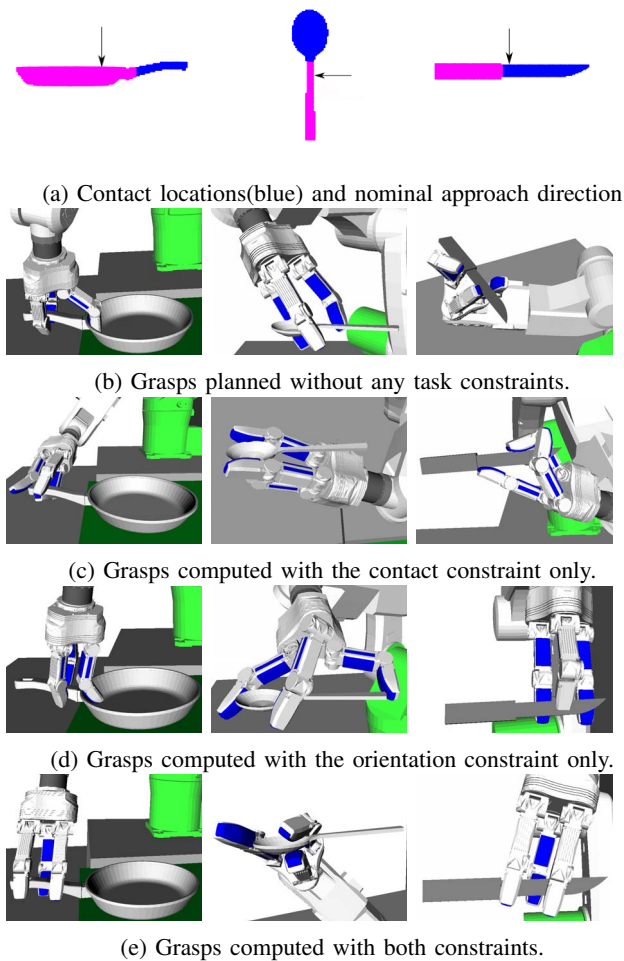 (a) Contact locations(blue) and nominal approach direction
(b) Grasps planned without any task constraints.
(c) Grasps computed with the contact constraint only.
(d) Grasps computed with the orientation constraint only.
(e) Grasps computed with both constraints.